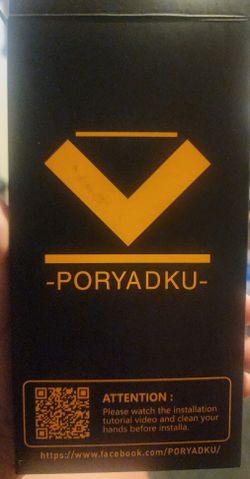 -PORYADKU-
ATTENTION :
Please watch the installation
tutorial video and clean your
hands before installa.
https://www.facebook.com/PORYADKU/